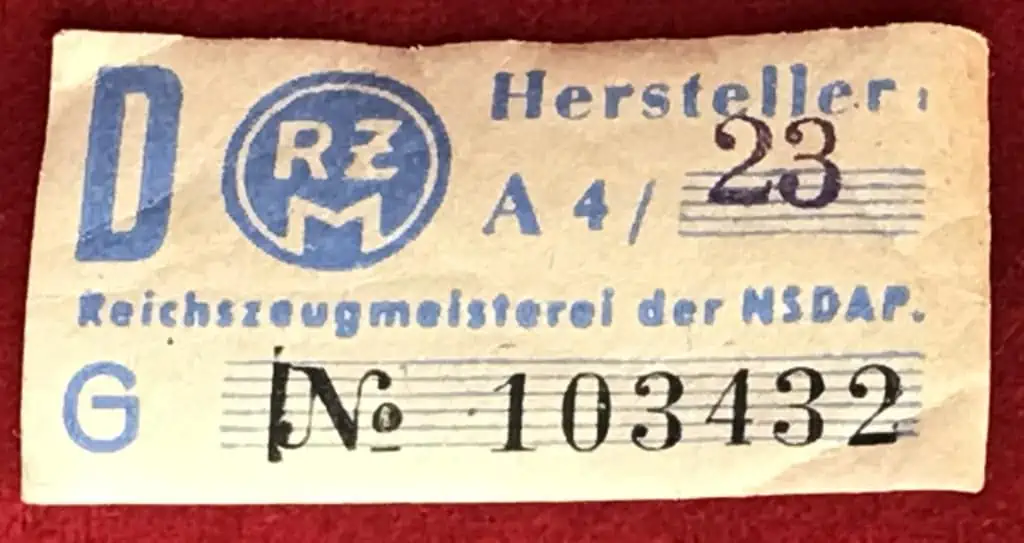 D RZM Hersteller:
A 4/ 23
Reichszeugmeisterei der NSDAP.
G № 103432